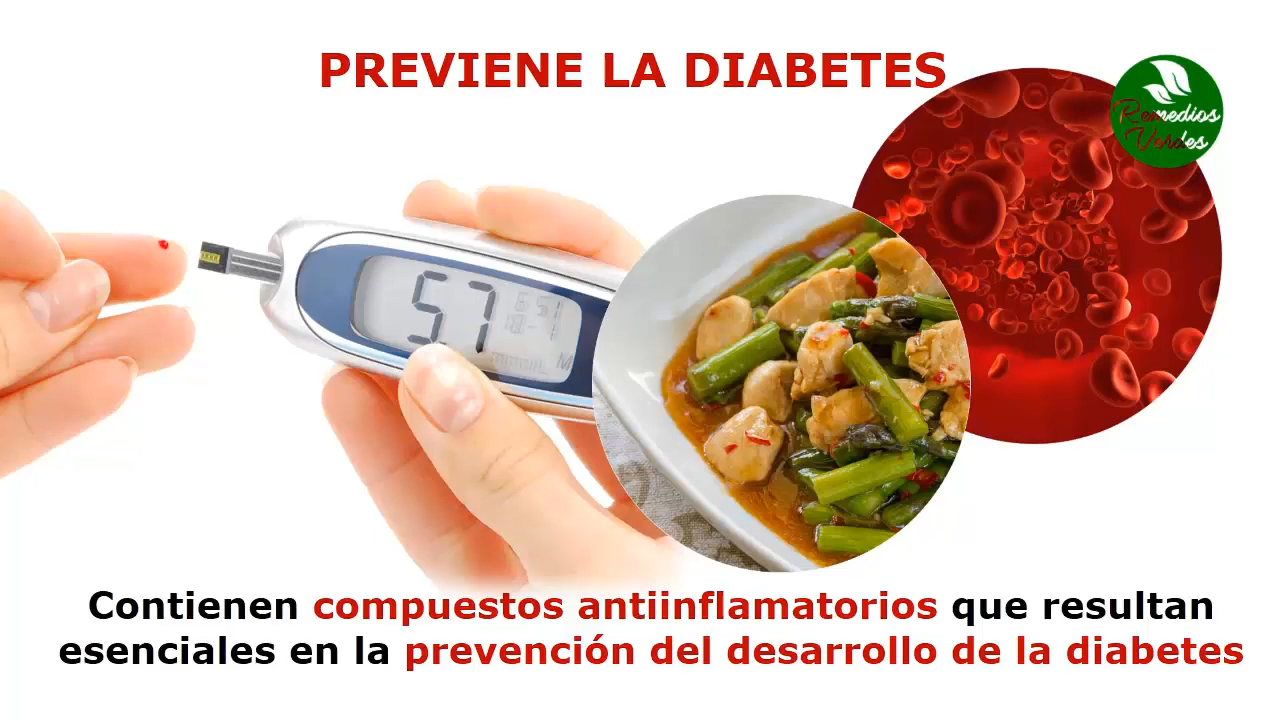 PREVIENE LA DIABETES
Remedios
Verdes
57
Contienen compuestos antiinflamatorios que resultan
esenciales en la prevención del desarrollo de la diabetes